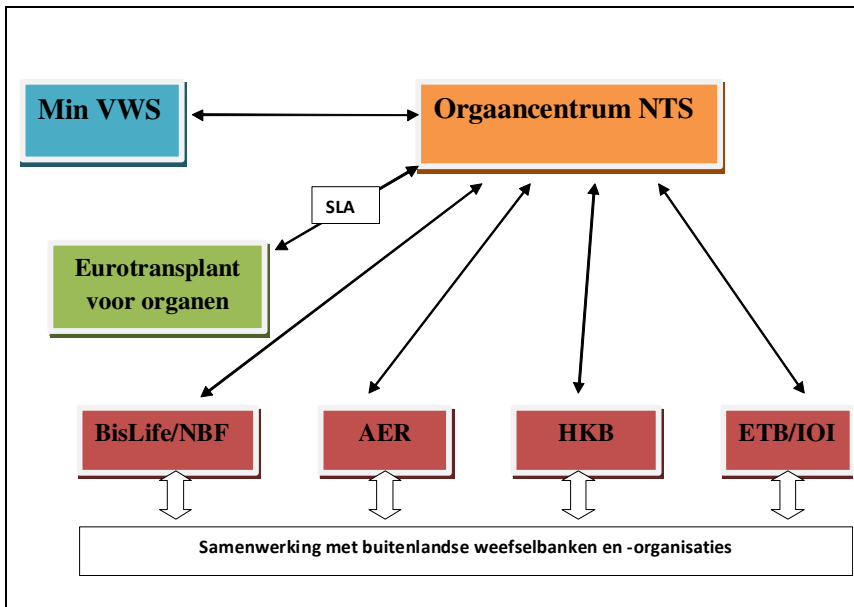 Min VWS
Orgaancentrum NTS
SLA
Eurotransplant
voor organen
BisLife/NBF
AER
HKB
ETB/IOI
Samenwerking met buitenlandse weefselbanken en -organisaties